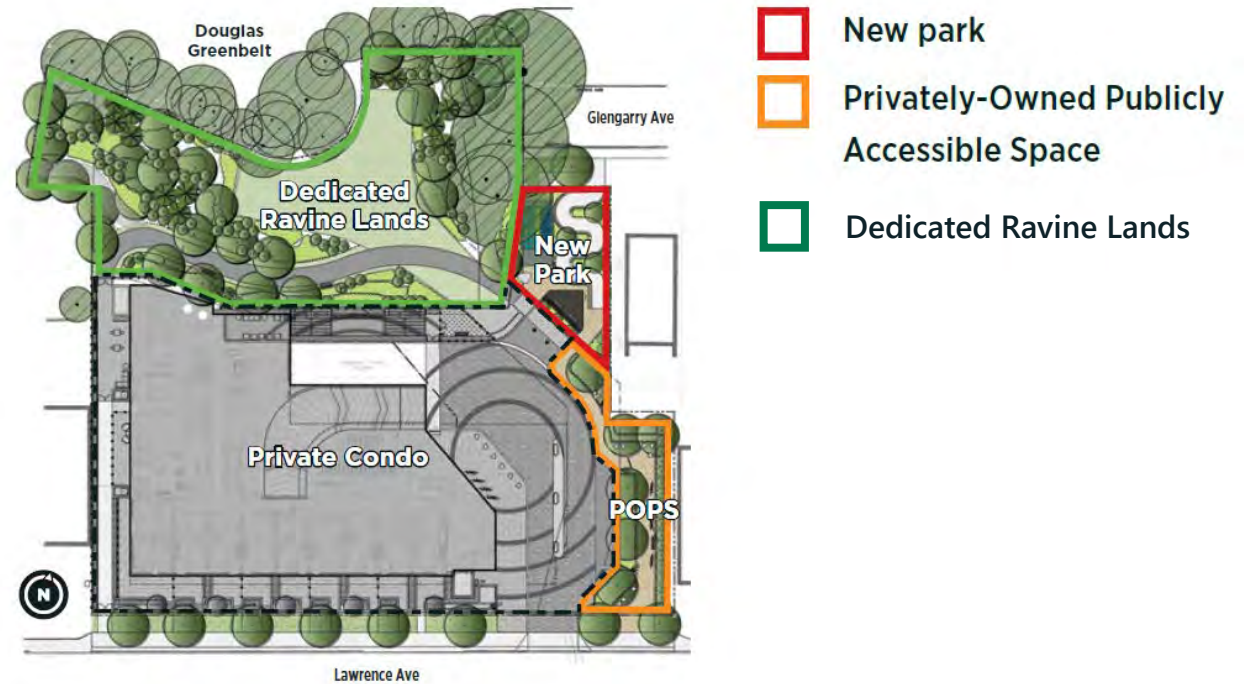 Douglas
Greenbelt
Glengarry Ave
Dedicated
Ravine Lands
New
Park
Private Condo
POPS
N
Lawrence Ave
New park
Privately-Owned Publicly
Accessible Space
Dedicated Ravine Lands